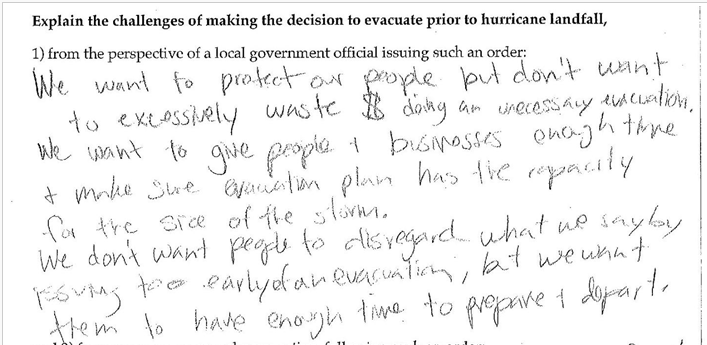 Explain the challenges of making the decision to evacuate prior to hurricane landfall,
1) from the perspective of a local government official issuing such an order:
We want to protect our people but don't want
to excessively waste $ doing an unecessary evacuation.
We want to give people + businesses enough time
+ make sure evacuation plan has the capacity
for the size of the storm.
We don't want people to disregard what we say by
issuing too early of an evacuation, but we want
them to have enough time to prepare + depart.